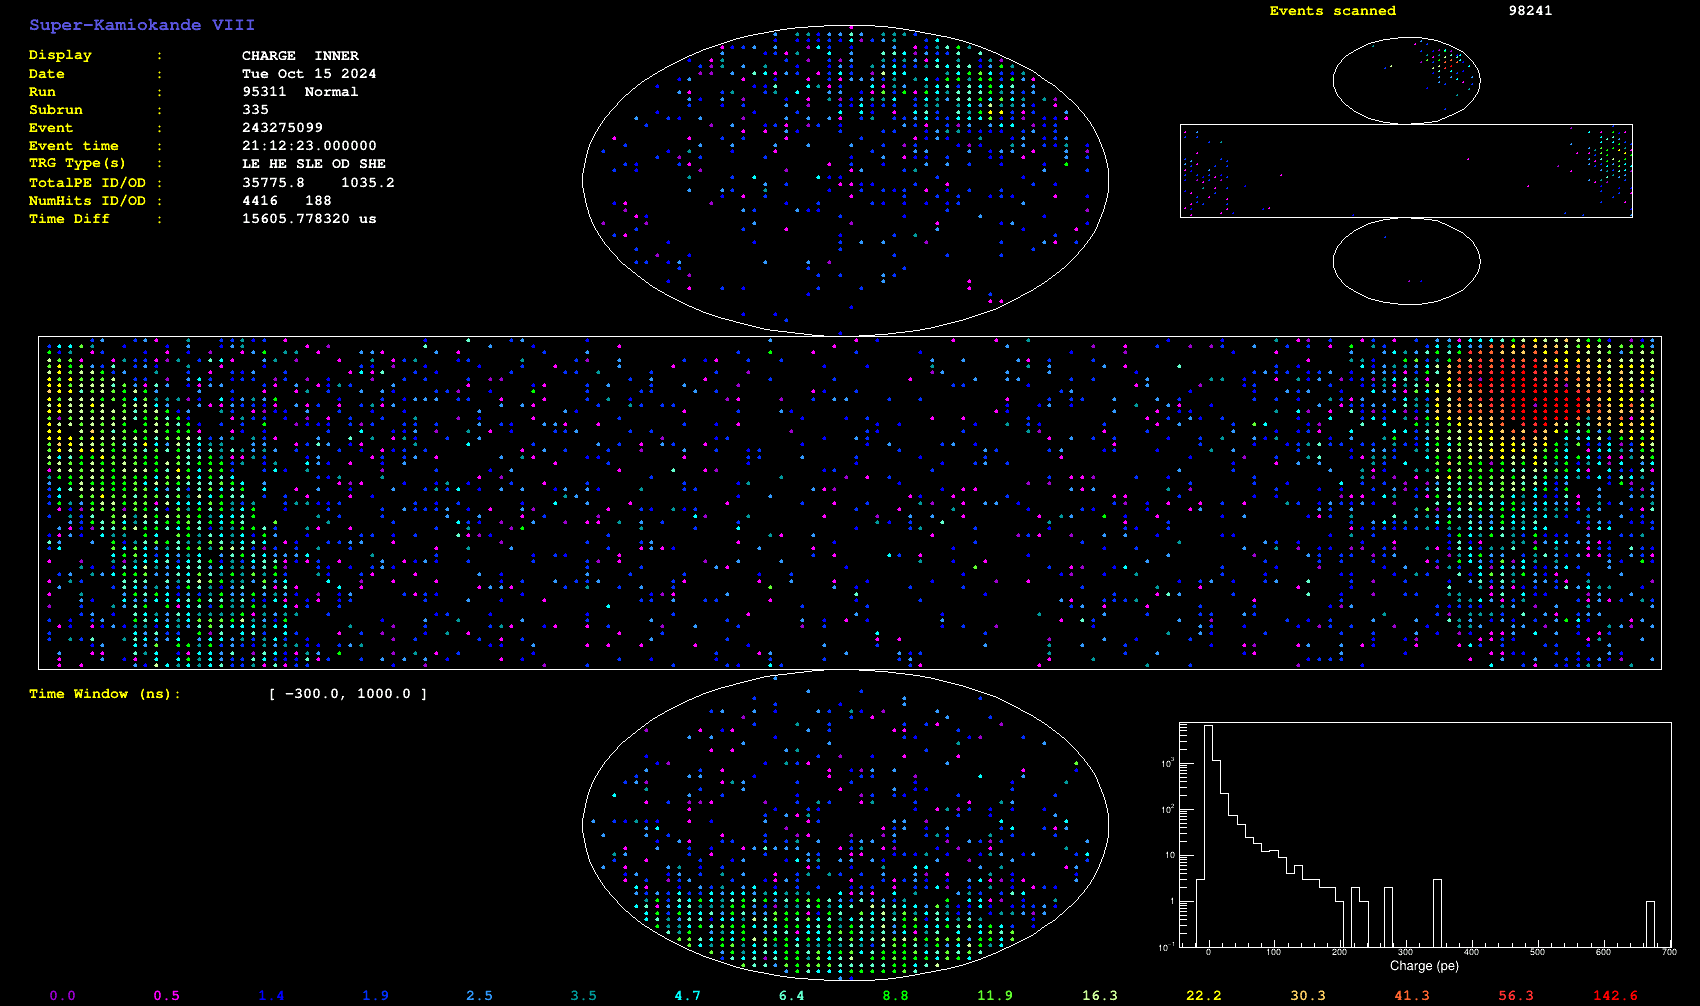 Super-Kamiokande VIII
Events scanned 98241
Display : CHARGE INNER
Date : Tue Oct 15 2024
Run : 95311 Normal
Subrun : 335
Event : 243275099
Event time : 21:12:23.000000
TRG Type(s) : LE HE SLE OD SHE
TotalPE ID/OD : 35775.8 1035.2
NumHits ID/OD : 4416 188
Time Diff : 15605.778320 us
Time Window (ns): [ -300.0, 1000.0 ]
10³
10²
10
1
10⁻¹
0 100 200 300 400 500 600 700
Charge (pe)
0.0 0.5 1.4 1.9 2.5 3.5 4.7 6.4 8.8 11.9 16.3 22.2 30.3 41.3 56.3 142.6